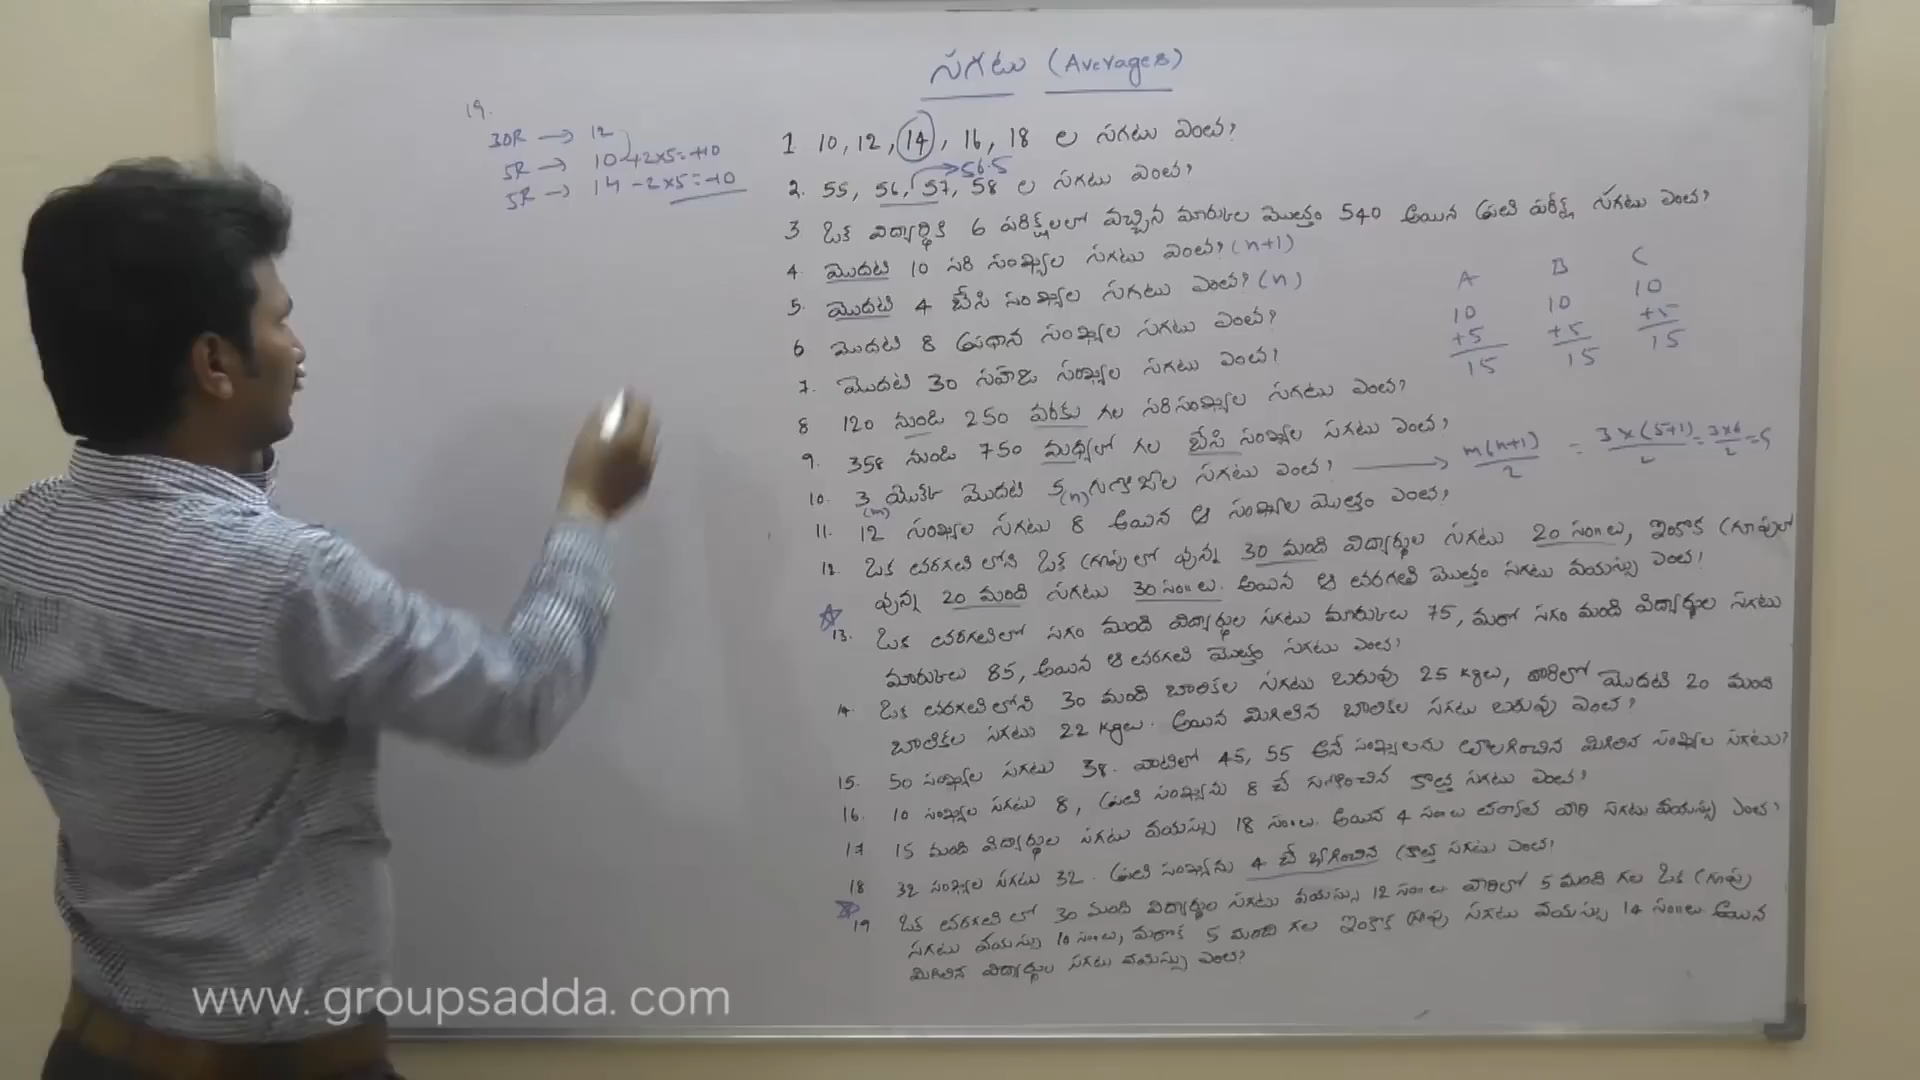 సగటు (Averages)
19.
30R → 12
5R → 10 +2x5=+10
5R → 14 -2x5=-10
1 10, 12, 14, 16, 18 ల సగటు ఎంత?
→56.5
2. 55, 56, 57, 58 ల సగటు ఎంత?
3 ఒక విద్యార్థికి 6 పరీక్షలలో వచ్చిన మార్కుల మొత్తం 540 అయిన ప్రతి పరీక్ష సగటు ఎంత?
4. మొదటి 10 సరి సంఖ్యల సగటు ఎంత? (n+1)
5. మొదటి 4 బేసి సంఖ్యల సగటు ఎంత? (n)
6 మొదటి 8 ప్రధాన సంఖ్యల సగటు ఎంత?
7. మొదటి 30 సహజ సంఖ్యల సగటు ఎంత?
8 120 నుండి 250 వరకు గల సరిసంఖ్యల సగటు ఎంత?
9. 358 నుండి 750 మధ్యలో గల బేసి సంఖ్యల సగటు ఎంత?
10. 3 (m) యొక్క మొదటి 5 (n) గుణిజాల సగటు ఎంత? → m(n+1)/2 = 3x(5+1)/2 = 3x6/2 = 9
A B C
10 10 10
+5 +5 +5
15 15 15
11. 12 సంఖ్యల సగటు 8 అయిన ఆ సంఖ్యల మొత్తం ఎంత?
12. ఒక తరగతి లోని ఒక గ్రూపులో వున్న 30 మంది విద్యార్థుల సగటు 20 సం॥లు, ఇంకొక గ్రూపులో
వున్న 20 మంది సగటు 30 సం॥లు. అయిన ఆ తరగతి మొత్తం సగటు వయస్సు ఎంత?
13. ఒక తరగతిలో సగం మంది విద్యార్థుల సగటు మార్కులు 75, మరో సగం మంది విద్యార్థుల సగటు
మార్కులు 85, అయిన ఆ తరగతి మొత్తం సగటు ఎంత?
14. ఒక తరగతిలోని 30 మంది బాలికల సగటు బరువు 25 kgలు, వారిలో మొదటి 20 మంది
బాలికల సగటు 22 kgలు. అయిన మిగిలిన బాలికల సగటు బరువు ఎంత?
15. 50 సంఖ్యల సగటు 38. వాటిలో 45, 55 అనే సంఖ్యలను తొలగించిన మిగిలిన సంఖ్యల సగటు?
16. 10 సంఖ్యల సగటు 8, ప్రతి సంఖ్యను 8 చే గుణించిన కొత్త సగటు ఎంత?
17 15 మంది విద్యార్థుల సగటు వయస్సు 18 సం॥లు. అయిన 4 సం॥లు తర్వాత వారి సగటు వయస్సు ఎంత?
18 32 సంఖ్యల సగటు 32. ప్రతి సంఖ్యను 4 చే భాగించిన కొత్త సగటు ఎంత?
19 ఒక తరగతి లో 30 మంది విద్యార్థుల సగటు వయస్సు 12 సం॥లు. వారిలో 5 మంది గల ఒక గ్రూపు
సగటు వయస్సు 10 సం॥లు, మరొక 5 మంది గల ఇంకొక గ్రూపు సగటు వయస్సు 14 సం॥లు అయిన
మిగిలిన విద్యార్థుల సగటు వయస్సు ఎంత?
www. groupsadda. com